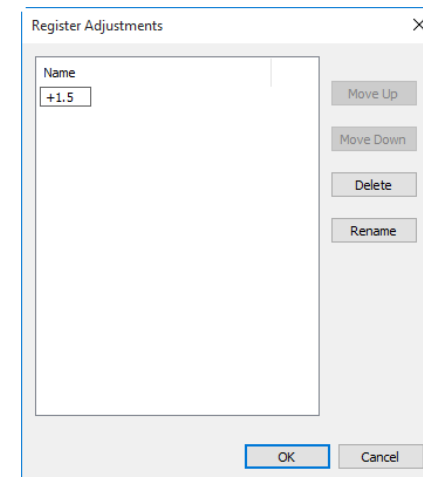 Register Adjustments
Name
+1.5
Move Up
Move Down
Delete
Rename
OK
Cancel